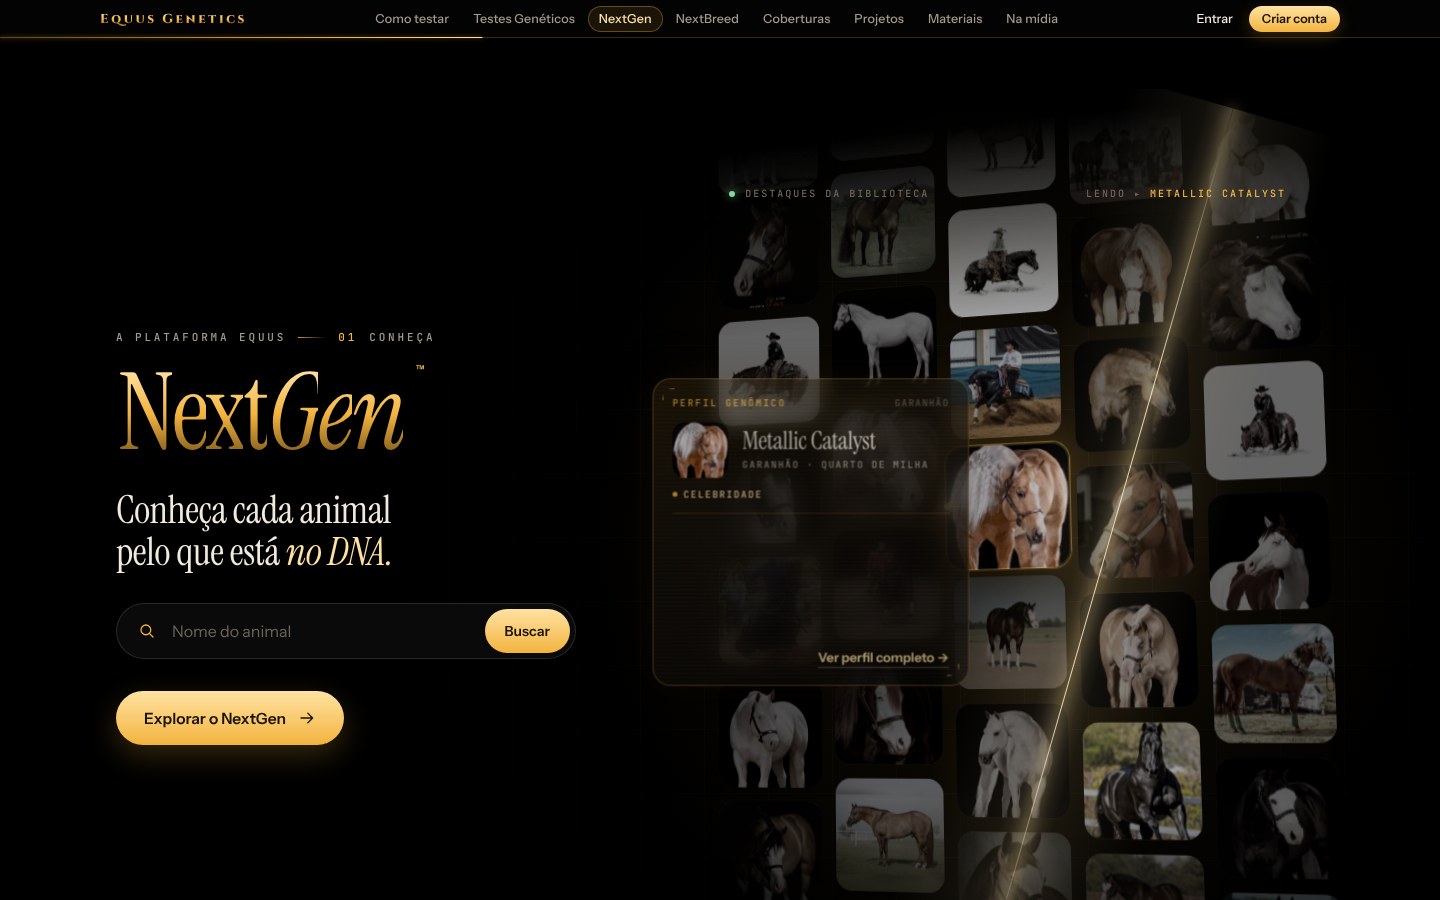 EQUUS GENETICS
Como testar
Testes Genéticos
NextGen
NextBreed
Coberturas
Projetos
Materiais
Na mídia
Entrar
Criar conta
DESTAQUES DA BIBLIOTECA
LENDO ▸ METALLIC CATALYST
A PLATAFORMA EQUUS — 01 CONHEÇA
NextGen™
Conheça cada animal
pelo que está no DNA.
Nome do animal
Buscar
Explorar o NextGen →
PERFIL GENÔMICO
GARANHÃO
Metallic Catalyst
GARANHÃO · QUARTO DE MILHA
CELEBRIDADE
Ver perfil completo →